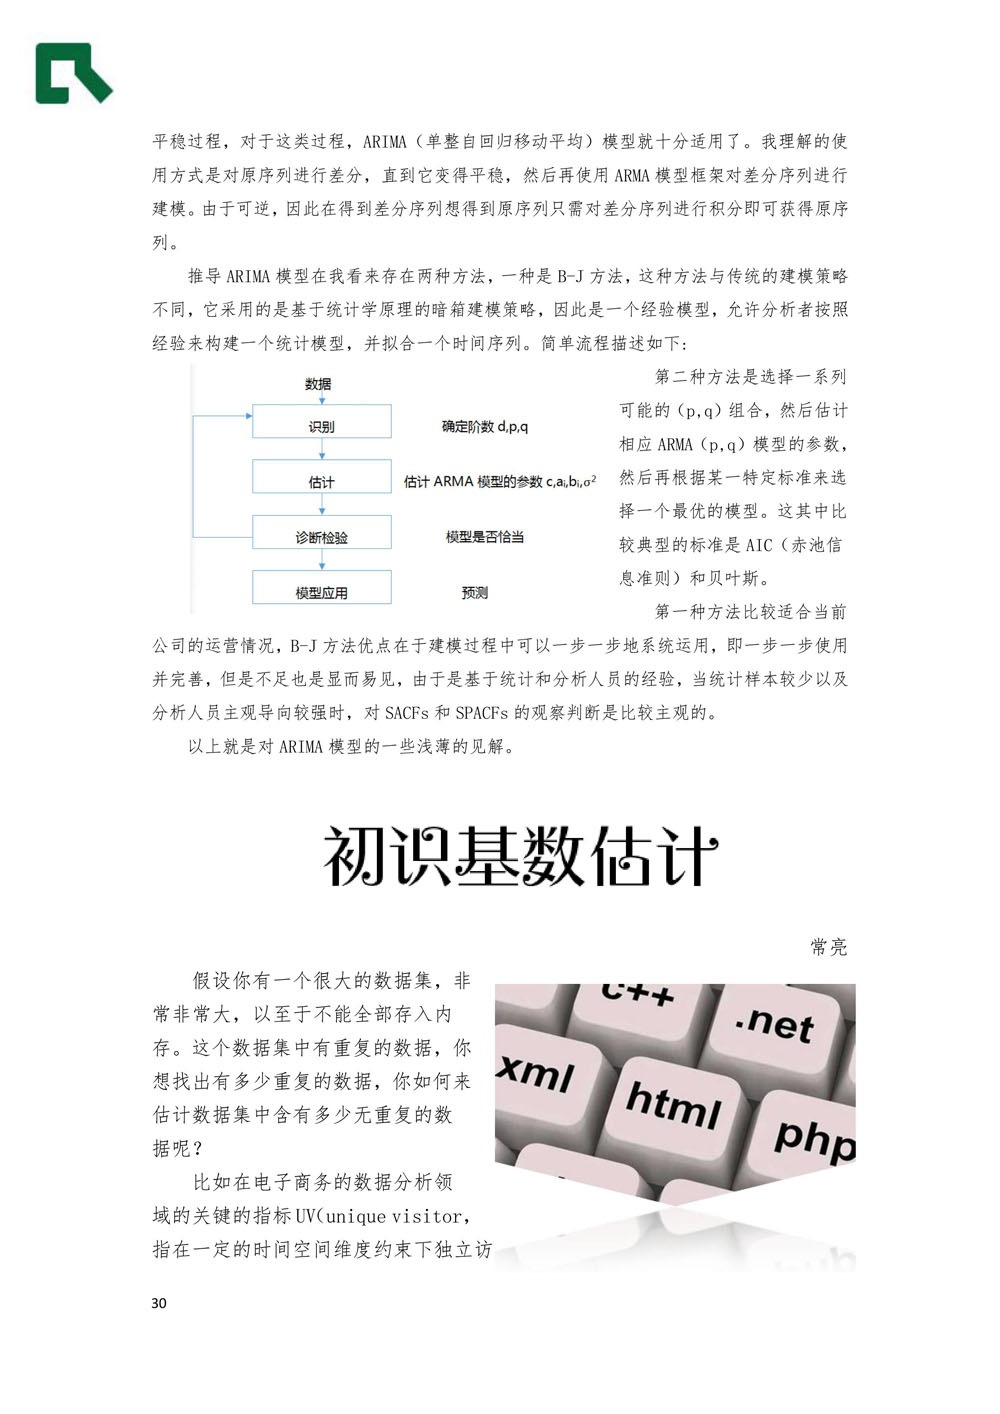 平稳过程，对于这类过程，ARIMA（单整自回归移动平均）模型就十分适用了。我理解的使
用方式是对原序列进行差分，直到它变得平稳，然后再使用 ARMA 模型框架对差分序列进行
建模。由于可逆，因此在得到差分序列想得到原序列只需对差分序列进行积分即可获得原序
列。
推导 ARIMA 模型在我看来存在两种方法，一种是 B-J 方法，这种方法与传统的建模策略
不同，它采用的是基于统计学原理的暗箱建模策略，因此是一个经验模型，允许分析者按照
经验来构建一个统计模型，并拟合一个时间序列。简单流程描述如下：
数据
识别
确定阶数 d,p,q
估计
估计 ARMA 模型的参数 c,aᵢ,bᵢ,σ²
诊断检验
模型是否恰当
模型应用
预测
第二种方法是选择一系列
可能的（p,q）组合，然后估计
相应 ARMA（p,q）模型的参数，
然后再根据某一特定标准来选
择一个最优的模型。这其中比
较典型的标准是 AIC（赤池信
息准则）和贝叶斯。
第一种方法比较适合当前
公司的运营情况，B-J 方法优点在于建模过程中可以一步一步地系统运用，即一步一步使用
并完善，但是不足也是显而易见，由于是基于统计和分析人员的经验，当统计样本较少以及
分析人员主观导向较强时，对 SACFs 和 SPACFs 的观察判断是比较主观的。
以上就是对 ARIMA 模型的一些浅薄的见解。
初识基数估计
常亮
假设你有一个很大的数据集，非
常非常大，以至于不能全部存入内
存。这个数据集中有重复的数据，你
想找出有多少重复的数据，你如何来
估计数据集中含有多少无重复的数
据呢？
比如在电子商务的数据分析领
域的关键的指标 UV(unique visitor，
指在一定的时间空间维度约束下独立访
c++
.net
xml
html
php
30